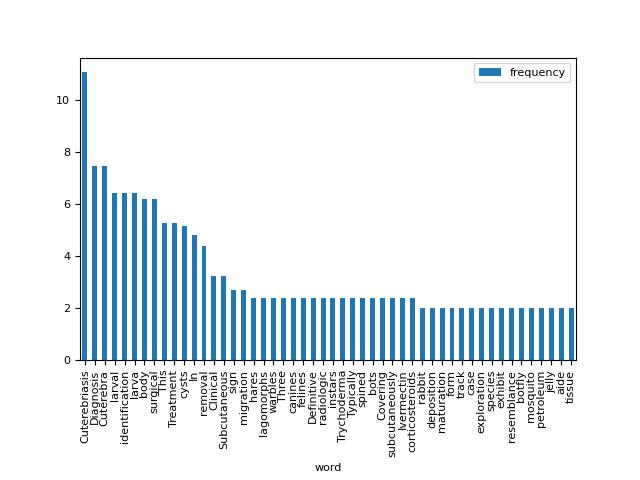 frequency
10
8
6
4
2
0
Cuterebriasis
Diagnosis
Cuterebra
larval
identification
larva
body
surgical
This
Treatment
cysts
In
removal
Clinical
Subcutaneous
sign
migration
hares
lagomorphs
warbles
Three
canines
felines
Definitive
radiologic
instars
Trychoderma
Typically
spined
bots
Covering
subcutaneously
Ivermectin
corticosteroids
rabbit
deposition
maturation
form
track
case
exploration
species
exhibit
resemblance
botfly
mosquito
petroleum
jelly
aide
tissue
word